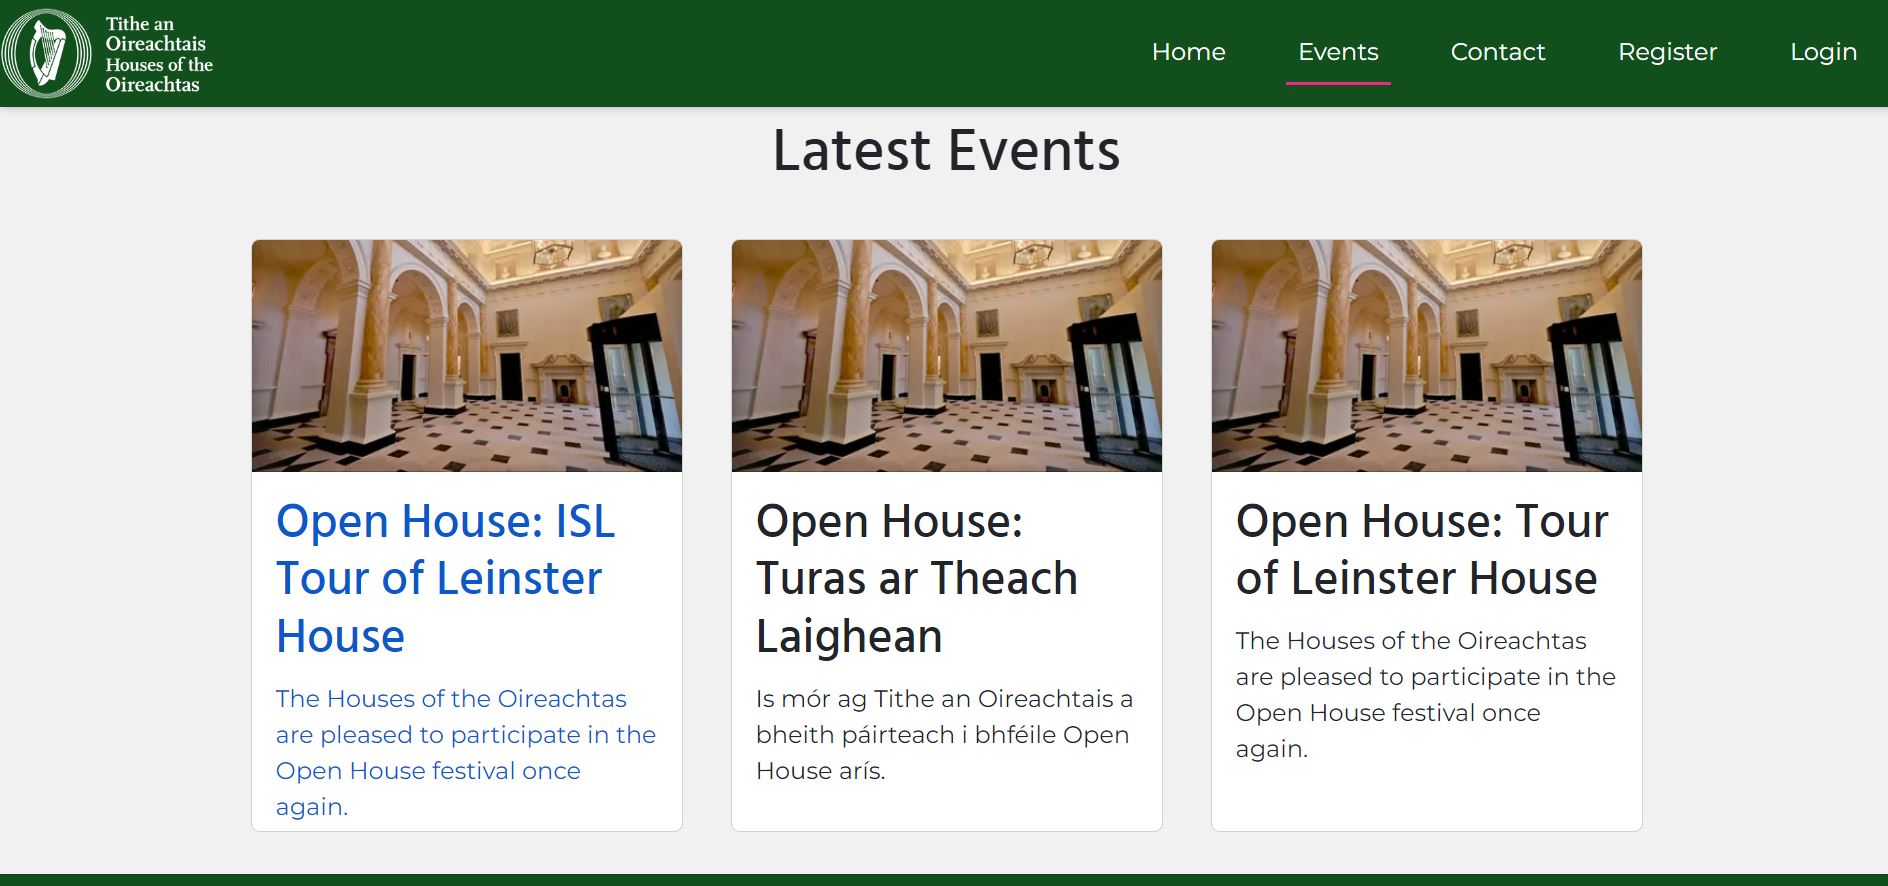 Tithe an
Oireachtais
Houses of the
Oireachtas
Home
Events
Contact
Register
Login
Latest Events
Open House: ISL
Tour of Leinster
House
The Houses of the Oireachtas
are pleased to participate in the
Open House festival once
again.
Open House:
Turas ar Theach
Laighean
Is mór ag Tithe an Oireachtais a
bheith páirteach i bhféile Open
House arís.
Open House: Tour
of Leinster House
The Houses of the Oireachtas
are pleased to participate in the
Open House festival once
again.